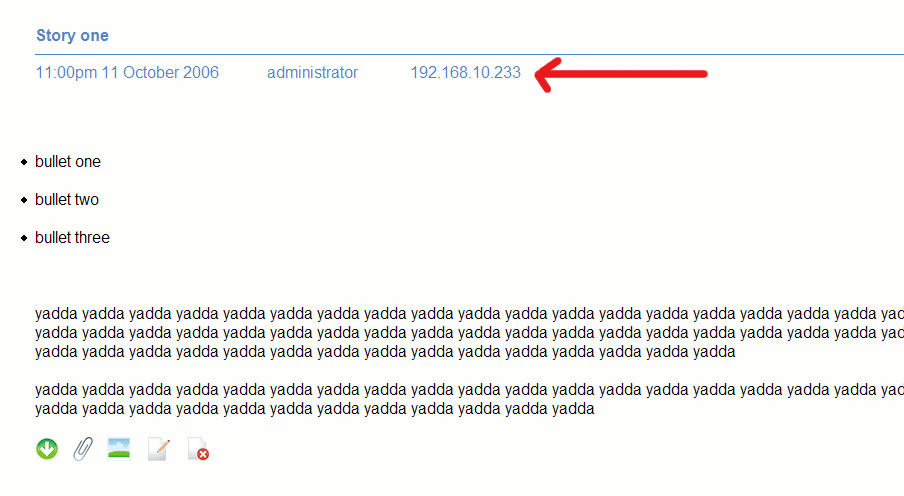 Story one
11:00pm 11 October 2006 administrator 192.168.10.233
bullet one
bullet two
bullet three
yadda yadda yadda yadda yadda yadda yadda yadda yadda yadda yadda yadda yadda yadda yadda yadda yadda yadda yad
yadda yadda yadda yadda yadda yadda yadda yadda yadda yadda yadda yadda yadda yadda yadda yadda yadda yadda yad
yadda yadda yadda yadda yadda yadda yadda yadda yadda yadda yadda yadda yadda yadda yadda
yadda yadda yadda yadda yadda yadda yadda yadda yadda yadda yadda yadda yadda yadda yadda yadda yadda yadda yad
yadda yadda yadda yadda yadda yadda yadda yadda yadda yadda yadda yadda